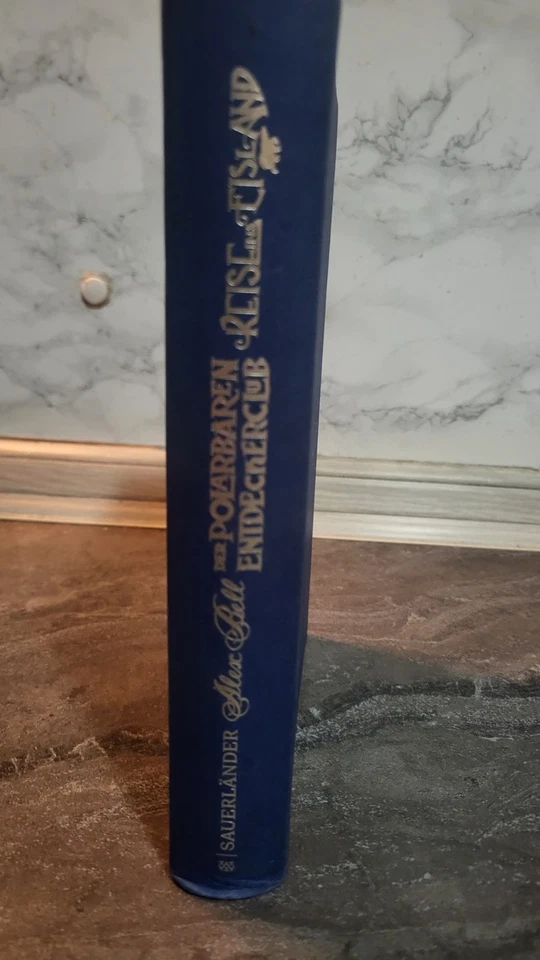 SAUERLÄNDER
Alex Bell
DER POLARBÄREN
ENTDECKERCLUB
REISE INS EISLAND